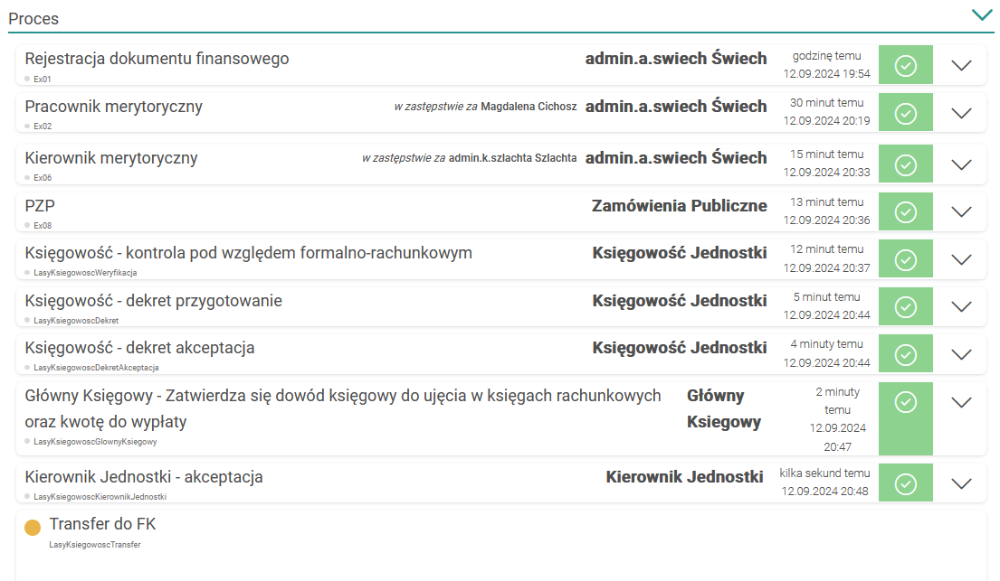 Proces
Rejestracja dokumentu finansowego admin.a.swiech Świech godzinę temu
Ex01 12.09.2024 19:54
Pracownik merytoryczny w zastępstwie za Magdalena Cichosz admin.a.swiech Świech 30 minut temu
Ex02 12.09.2024 20:19
Kierownik merytoryczny w zastępstwie za admin.k.szlachta Szlachta admin.a.swiech Świech 15 minut temu
Ex06 12.09.2024 20:33
PZP Zamówienia Publiczne 13 minut temu
Ex08 12.09.2024 20:36
Księgowość - kontrola pod względem formalno-rachunkowym Księgowość Jednostki 12 minut temu
LasyKsiegowoscWeryfikacja 12.09.2024 20:37
Księgowość - dekret przygotowanie Księgowość Jednostki 5 minut temu
LasyKsiegowoscDekret 12.09.2024 20:44
Księgowość - dekret akceptacja Księgowość Jednostki 4 minuty temu
LasyKsiegowoscDekretAkceptacja 12.09.2024 20:44
Główny Księgowy - Zatwierdza się dowód księgowy do ujęcia w księgach rachunkowych Główny 2 minuty
temu
oraz kwotę do wypłaty Ksiegowy 12.09.2024
LasyKsiegowoscGlownyKsiegowy 20:47
Kierownik Jednostki - akceptacja Kierownik Jednostki kilka sekund temu
LasyKsiegowoscKierownikJednostki 12.09.2024 20:48
Transfer do FK
LasyKsiegowoscTransfer